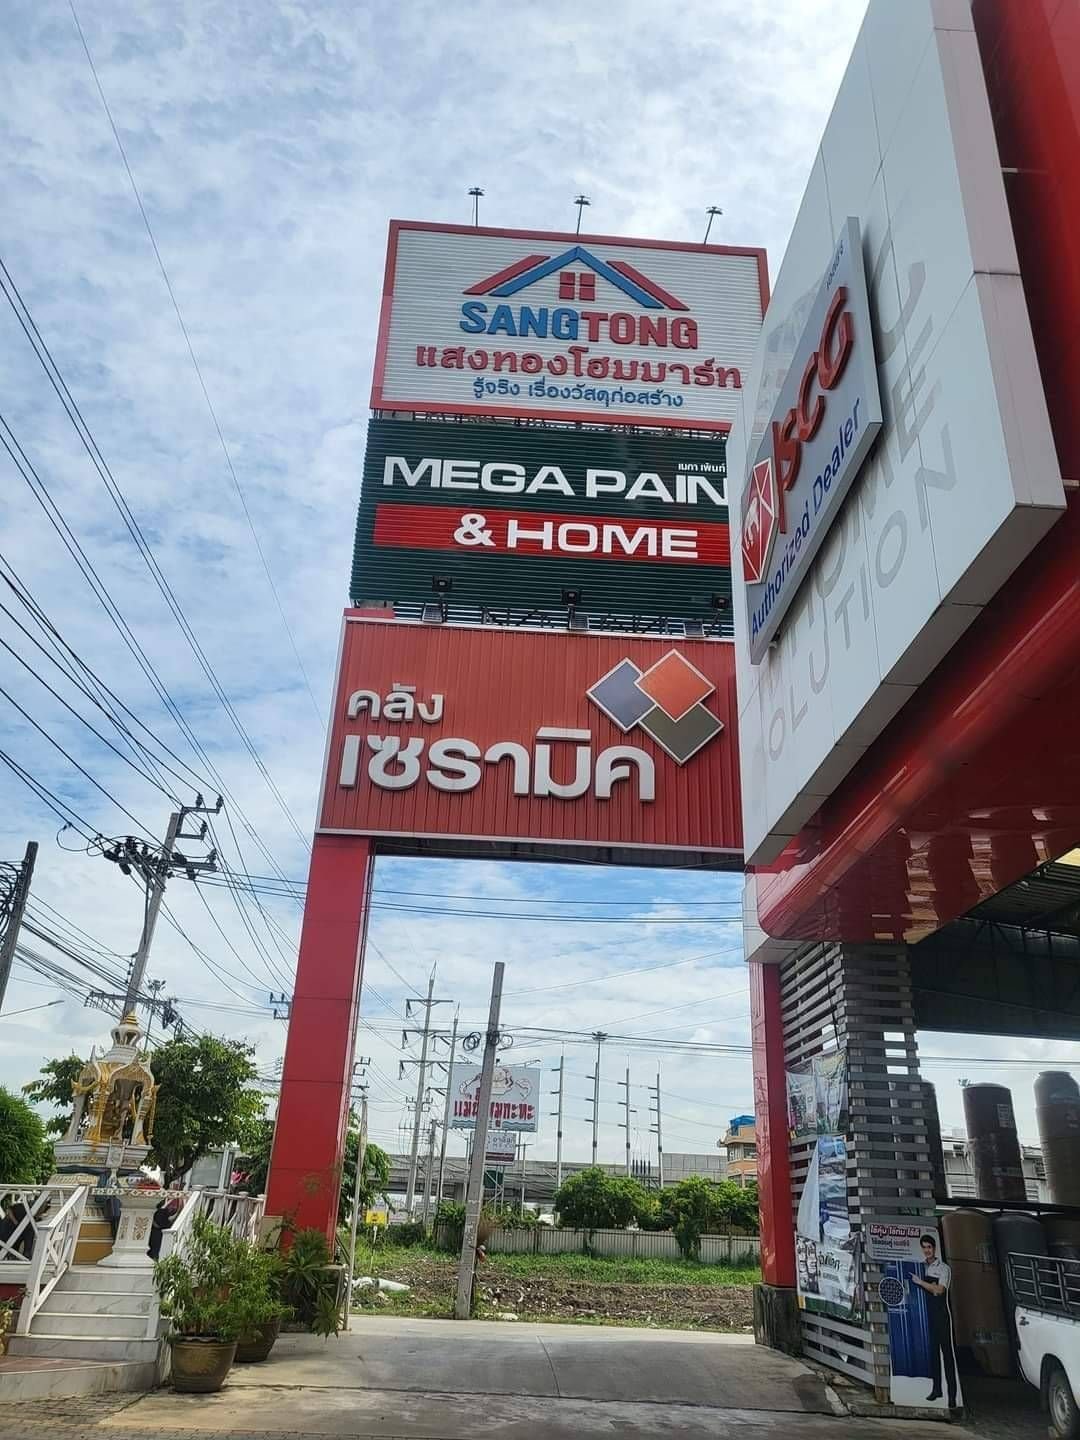 SANGTONG
แสงทองโฮมมาร์ท
รู้จริง เรื่องวัสดุก่อสร้าง
เมกา เพ้นท์
MEGA PAIN
& HOME
คลัง
เซรามิค
SCG
Authorized Dealer
HOME
SOLUTION